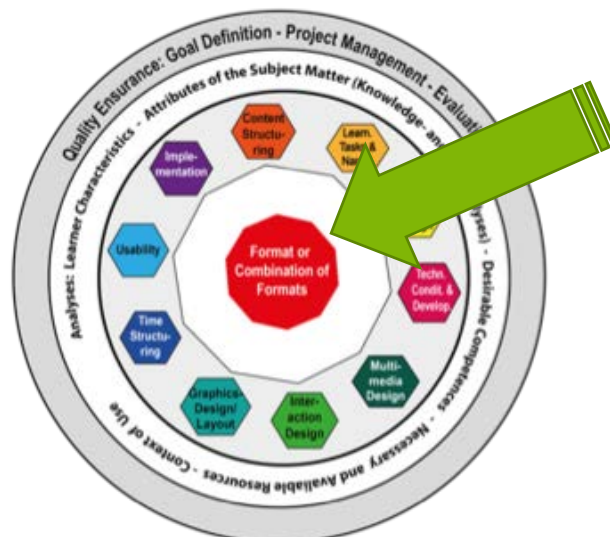 Quality Ensurance: Goal Definition - Project Management -
Analyses: Learner Characteristics - Attributes of the Subject Matter (Knowledge-
- Desirable Competences - Necessary and Available Resources - Context of Use
Content
Structu-
ring
Learn.
Tasks &
Imple-
mentation
Usability
Time
Structu-
ring
Graphics-
Design/
Layout
Inter-
action
Design
Multi-
media
Design
Techn.
Condit. &
Develop.
Format or
Combination of
Formats